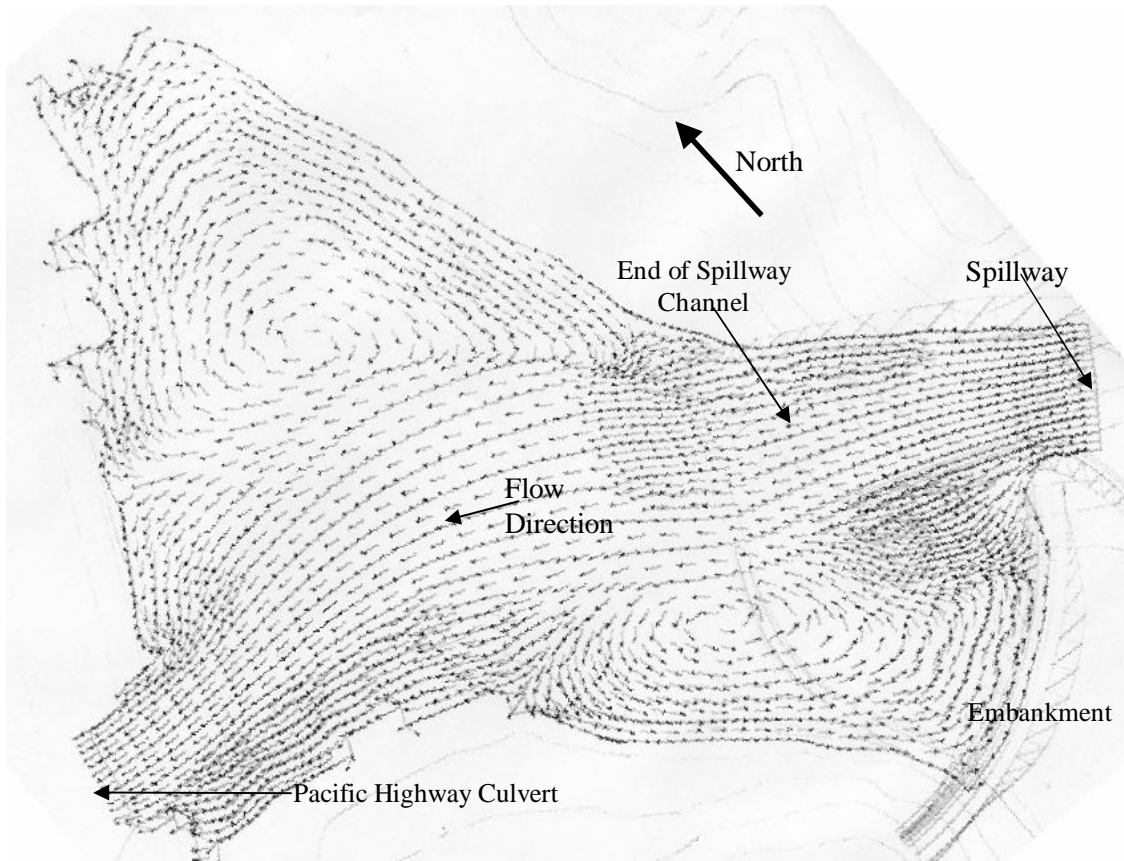 North
End of Spillway
Channel
Spillway
Flow
Direction
Embankment
Pacific Highway Culvert